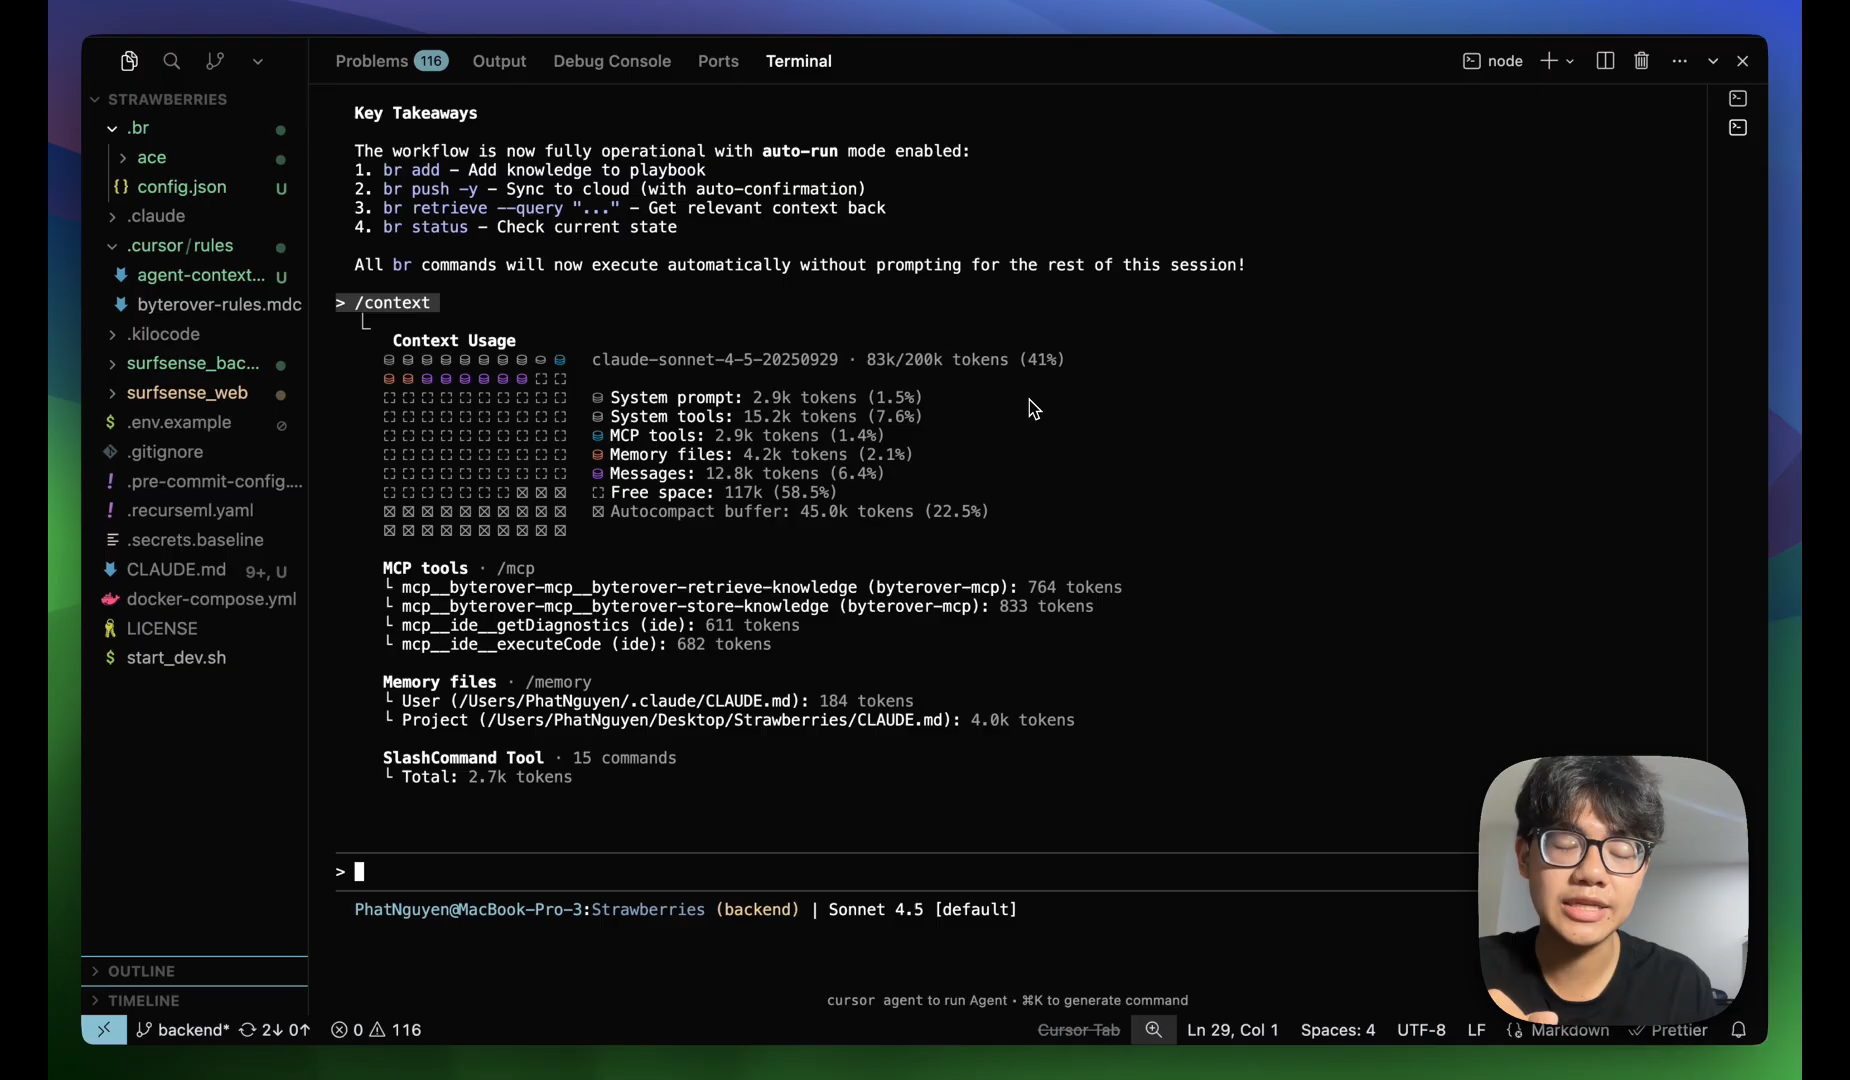 Problems 116 Output Debug Console Ports Terminal
node
STRAWBERRIES
.br
ace
config.json U
.claude
.cursor/rules
agent-context... U
byterover-rules.mdc
.kilocode
surfsense_bac...
surfsense_web
.env.example
.gitignore
.pre-commit-config....
.recurseml.yaml
.secrets.baseline
CLAUDE.md 9+, U
docker-compose.yml
LICENSE
start_dev.sh
OUTLINE
TIMELINE
Key Takeaways
The workflow is now fully operational with auto-run mode enabled:
1. br add - Add knowledge to playbook
2. br push -y - Sync to cloud (with auto-confirmation)
3. br retrieve --query "..." - Get relevant context back
4. br status - Check current state
All br commands will now execute automatically without prompting for the rest of this session!
> /context
Context Usage
claude-sonnet-4-5-20250929 · 83k/200k tokens (41%)
System prompt: 2.9k tokens (1.5%)
System tools: 15.2k tokens (7.6%)
MCP tools: 2.9k tokens (1.4%)
Memory files: 4.2k tokens (2.1%)
Messages: 12.8k tokens (6.4%)
Free space: 117k (58.5%)
Autocompact buffer: 45.0k tokens (22.5%)
MCP tools · /mcp
└ mcp__byterover-mcp__byterover-retrieve-knowledge (byterover-mcp): 764 tokens
└ mcp__byterover-mcp__byterover-store-knowledge (byterover-mcp): 833 tokens
└ mcp__ide__getDiagnostics (ide): 611 tokens
└ mcp__ide__executeCode (ide): 682 tokens
Memory files · /memory
└ User (/Users/PhatNguyen/.claude/CLAUDE.md): 184 tokens
└ Project (/Users/PhatNguyen/Desktop/Strawberries/CLAUDE.md): 4.0k tokens
SlashCommand Tool · 15 commands
└ Total: 2.7k tokens
>
PhatNguyen@MacBook-Pro-3:Strawberries (backend) | Sonnet 4.5 [default]
cursor agent to run Agent • ⌘K to generate command
backend* 2↓ 0↑ 0 116 Cursor Tab Ln 29, Col 1 Spaces: 4 UTF-8 LF Markdown Prettier